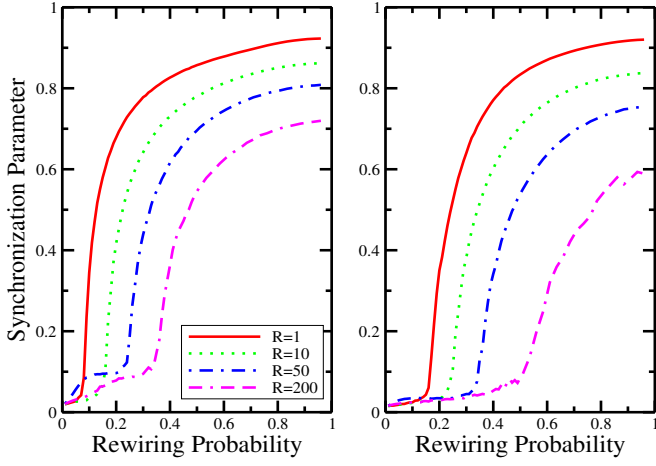 Synchronization Parameter
1
0.8
0.6
0.4
0.2
0
0 0.2 0.4 0.6 0.8 1
Rewiring Probability
R=1
R=10
R=50
R=200
1
0.8
0.6
0.4
0.2
0
0 0.2 0.4 0.6 0.8 1
Rewiring Probability